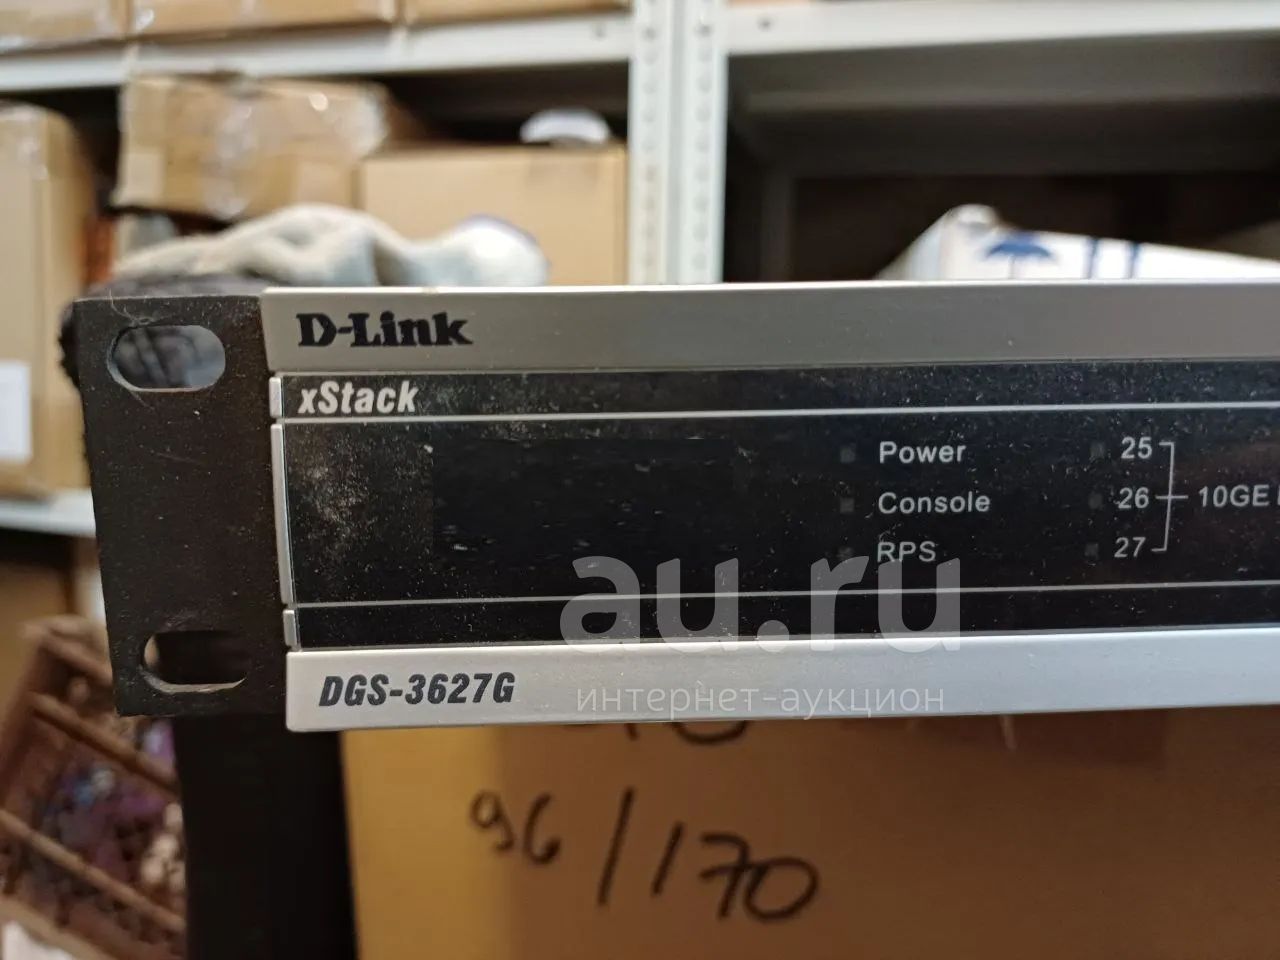 D-Link
xStack
Power
Console
RPS
25
26
27
10GE
DGS-3627G
au.ru
интернет-аукцион
96/170